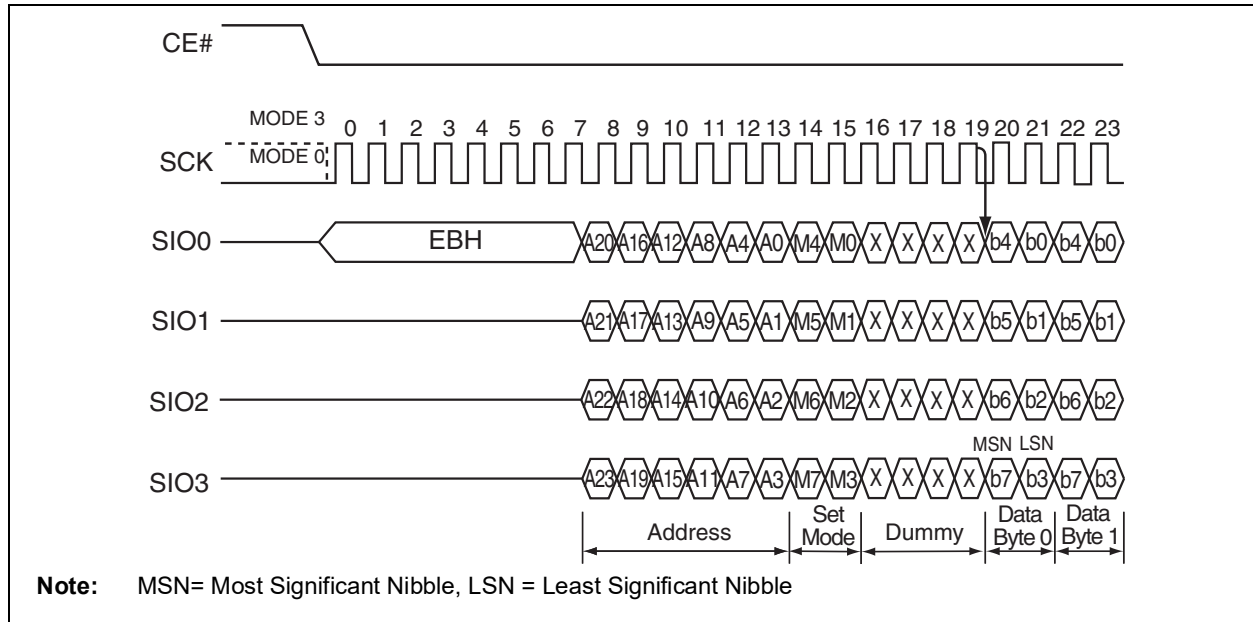 CE#
MODE 3
0 1 2 3 4 5 6 7 8 9 10 11 12 13 14 15 16 17 18 19 20 21 22 23
SCK
MODE 0
SIO0
EBH
A20 A16 A12 A8 A4 A0 M4 M0 X X X X b4 b0 b4 b0
SIO1
A21 A17 A13 A9 A5 A1 M5 M1 X X X X b5 b1 b5 b1
SIO2
A22 A18 A14 A10 A6 A2 M6 M2 X X X X b6 b2 b6 b2
MSN LSN
SIO3
A23 A19 A15 A11 A7 A3 M7 M3 X X X X b7 b3 b7 b3
Address
Set
Mode
Dummy
Data
Byte 0
Data
Byte 1
Note: MSN= Most Significant Nibble, LSN = Least Significant Nibble